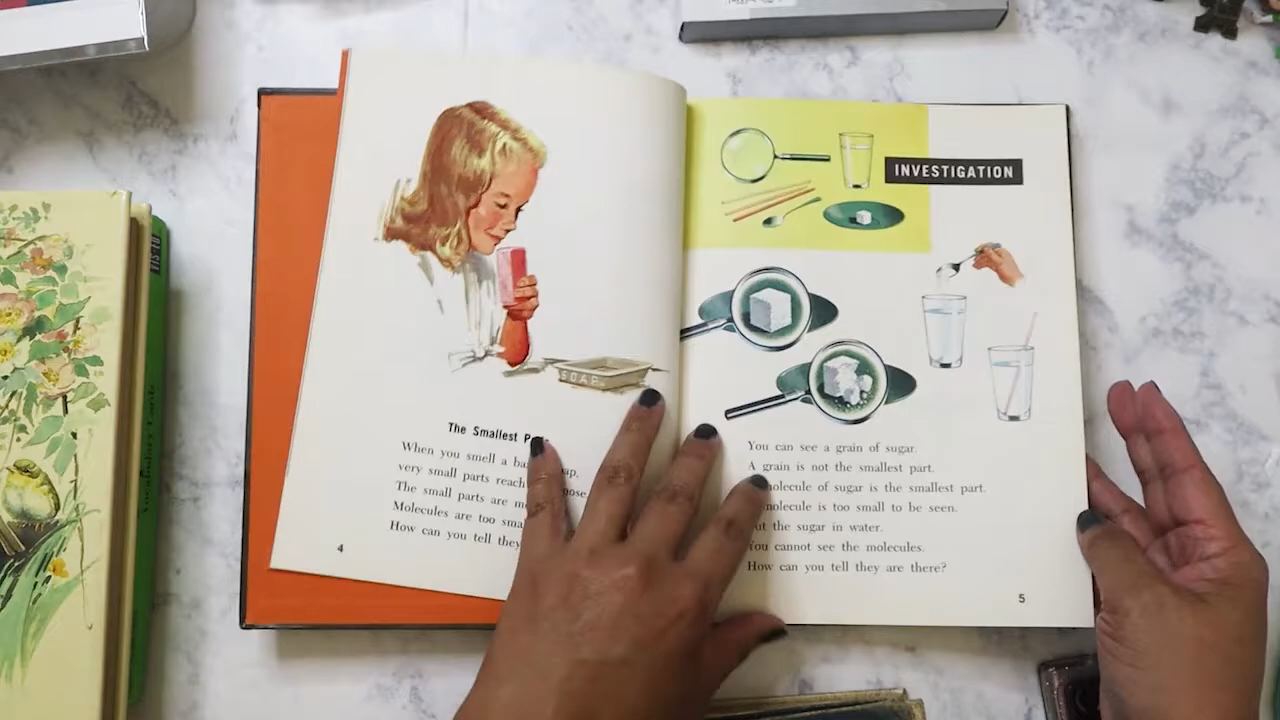 SOAP
The Smallest
When you smell a
very small parts reach
The small parts are
Molecules are too
How can you tell they
4
INVESTIGATION
You can see a grain of sugar.
A grain is not the smallest part.
molecule of sugar is the smallest part.
molecule is too small to be seen.
the sugar in water.
You cannot see the molecules.
How can you tell they are there?
5